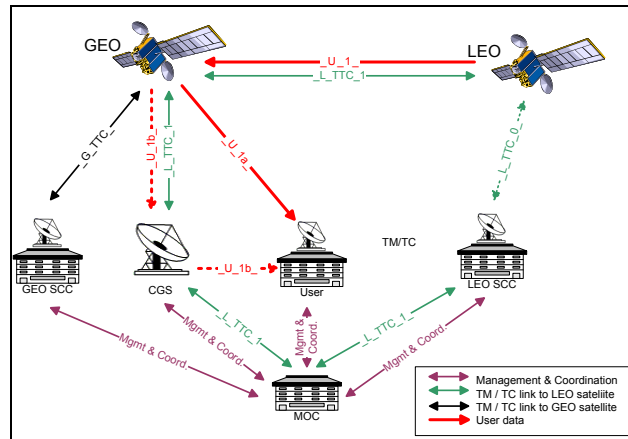 GEO
LEO
_U_1_
_L_TTC_1
_G_TTC_
_U_1b_
_L_TTC_1
_U_1a_
_L_TTC_0_
TM/TC
GEO SCC
CGS
_U_1b_
User
LEO SCC
Mgmt & Coord.
Mgmt & Coord
_L_TTC_1
Mgmt &
Coord.
_L_TTC_1
Mgmt & Coord
MOC
Management & Coordination
TM / TC link to LEO satellite
TM / TC link to GEO satellite
User data